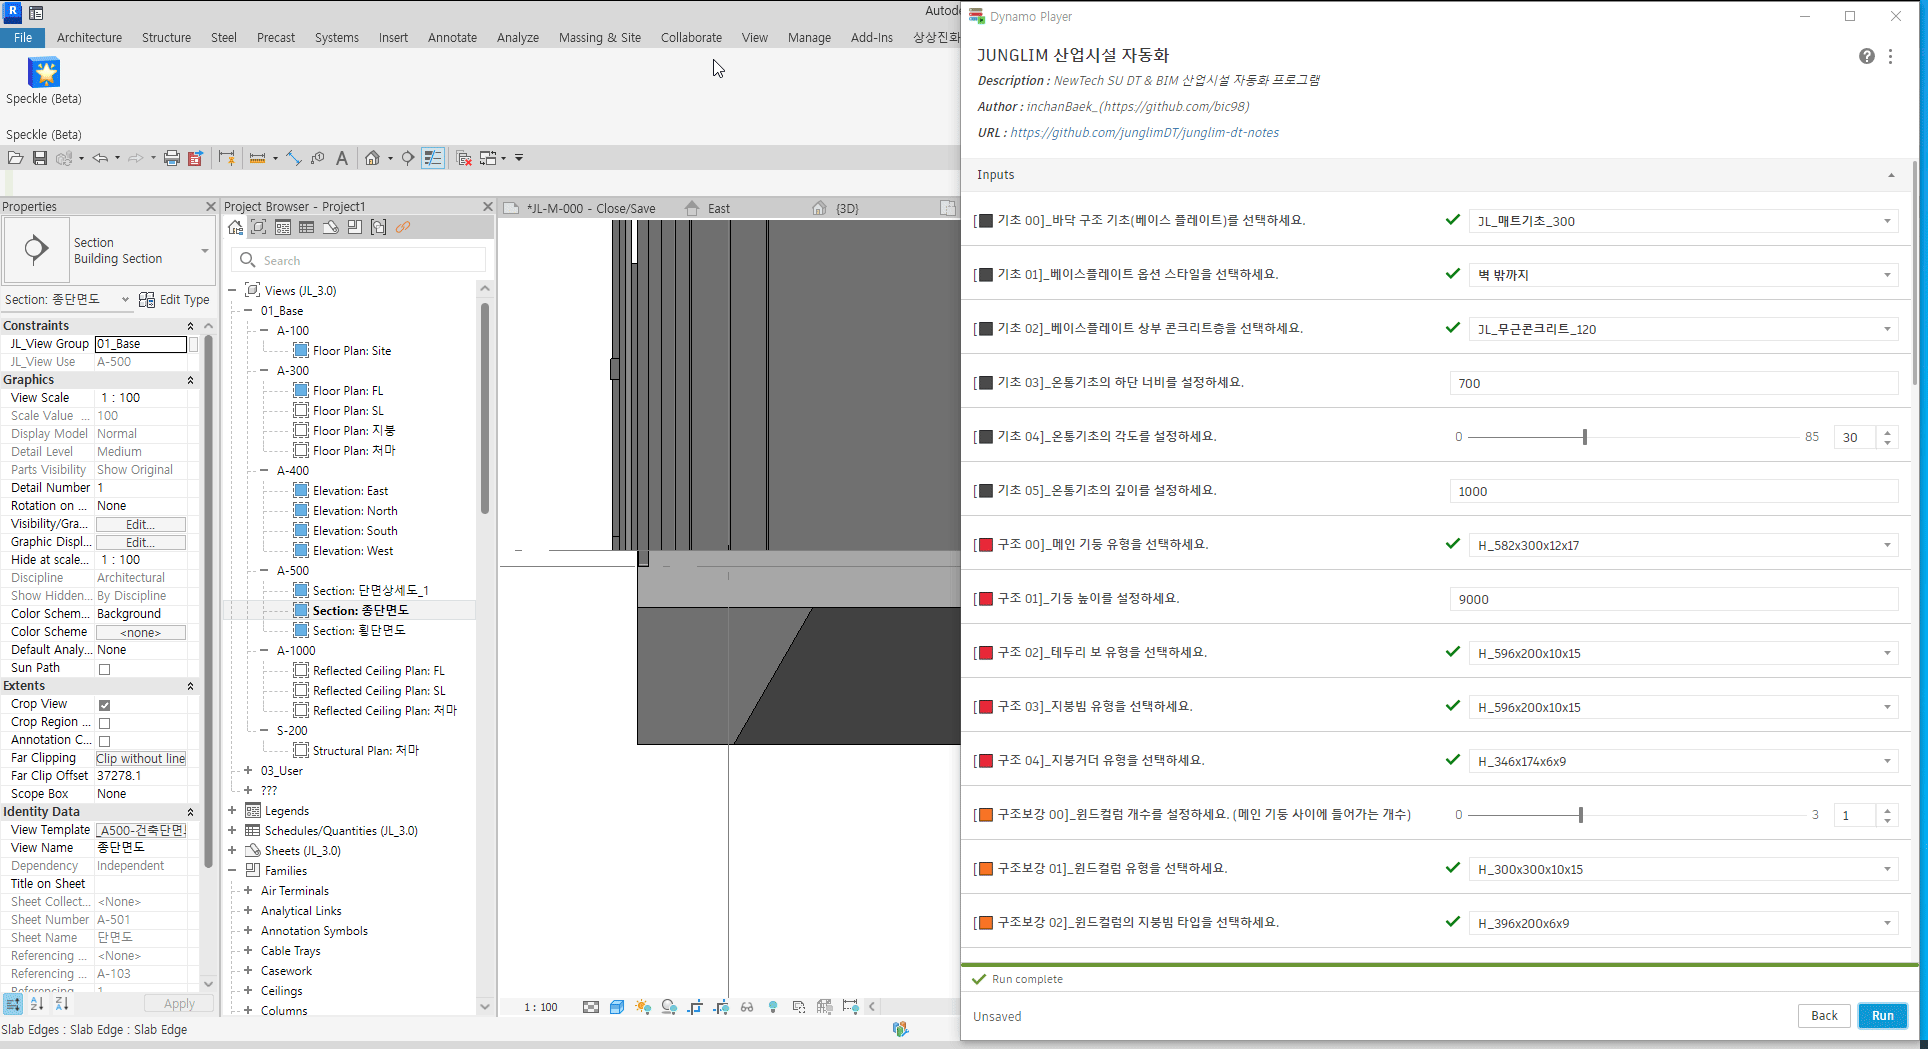 Autode
File Architecture Structure Steel Precast Systems Insert Annotate Analyze Massing & Site Collaborate View Manage Add-Ins 상상진화
Speckle (Beta)
Speckle (Beta)
Properties
Section
Building Section
Section: 종단면도 Edit Type
Constraints
JL_View Group 01_Base
JL_View Use A-500
Graphics
View Scale 1 : 100
Scale Value ... 100
Display Model Normal
Detail Level Medium
Parts Visibility Show Original
Detail Number 1
Rotation on ... None
Visibility/Gra... Edit...
Graphic Displ... Edit...
Hide at scale... 1 : 100
Discipline Architectural
Show Hidden... By Discipline
Color Schem... Background
Color Scheme <none>
Default Analy... None
Sun Path
Extents
Crop View
Crop Region ...
Annotation C...
Far Clipping Clip without line
Far Clip Offset 37278.1
Scope Box None
Identity Data
View Template _A500-건축단면
View Name 종단면도
Dependency Independent
Title on Sheet
Sheet Collect... <None>
Sheet Number A-501
Sheet Name 단면도
Referencing ... <None>
Referencing ... A-103
Referencing 1
Apply
Slab Edges : Slab Edge : Slab Edge
Project Browser - Project1
Search
Views (JL_3.0)
01_Base
A-100
Floor Plan: Site
A-300
Floor Plan: FL
Floor Plan: SL
Floor Plan: 지붕
Floor Plan: 처마
A-400
Elevation: East
Elevation: North
Elevation: South
Elevation: West
A-500
Section: 단면상세도_1
Section: 종단면도
Section: 횡단면도
A-1000
Reflected Ceiling Plan: FL
Reflected Ceiling Plan: SL
Reflected Ceiling Plan: 처마
S-200
Structural Plan: 처마
03_User
???
Legends
Schedules/Quantities (JL_3.0)
Sheets (JL_3.0)
Families
Air Terminals
Analytical Links
Annotation Symbols
Cable Trays
Casework
Ceilings
Columns
*JL-M-000 - Close/Save East {3D}
1 : 100
Dynamo Player
JUNGLIM 산업시설 자동화
Description : NewTech SU DT & BIM 산업시설 자동화 프로그램
Author : inchanBaek_(https://github.com/bic98)
URL : https://github.com/junglimDT/junglim-dt-notes
Inputs
[⬛기초 00]_바닥 구조 기초(베이스 플레이트)를 선택하세요. JL_매트기초_300
[⬛기초 01]_베이스플레이트 옵션 스타일을 선택하세요. 벽 밖까지
[⬛기초 02]_베이스플레이트 상부 콘크리트층을 선택하세요. JL_무근콘크리트_120
[⬛기초 03]_온통기초의 하단 너비를 설정하세요. 700
[⬛기초 04]_온통기초의 각도를 설정하세요. 0 85 30
[⬛기초 05]_온통기초의 깊이를 설정하세요. 1000
[🟥구조 00]_메인 기둥 유형을 선택하세요. H_582x300x12x17
[🟥구조 01]_기둥 높이를 설정하세요. 9000
[🟥구조 02]_테두리 보 유형을 선택하세요. H_596x200x10x15
[🟥구조 03]_지붕빔 유형을 선택하세요. H_596x200x10x15
[🟥구조 04]_지붕거더 유형을 선택하세요. H_346x174x6x9
[🟧구조보강 00]_윈드컬럼 개수를 설정하세요. (메인 기둥 사이에 들어가는 개수) 0 3 1
[🟧구조보강 01]_윈드컬럼 유형을 선택하세요. H_300x300x10x15
[🟧구조보강 02]_윈드컬럼의 지붕빔 타입을 선택하세요. H_396x200x6x9
Run complete
Unsaved Back Run